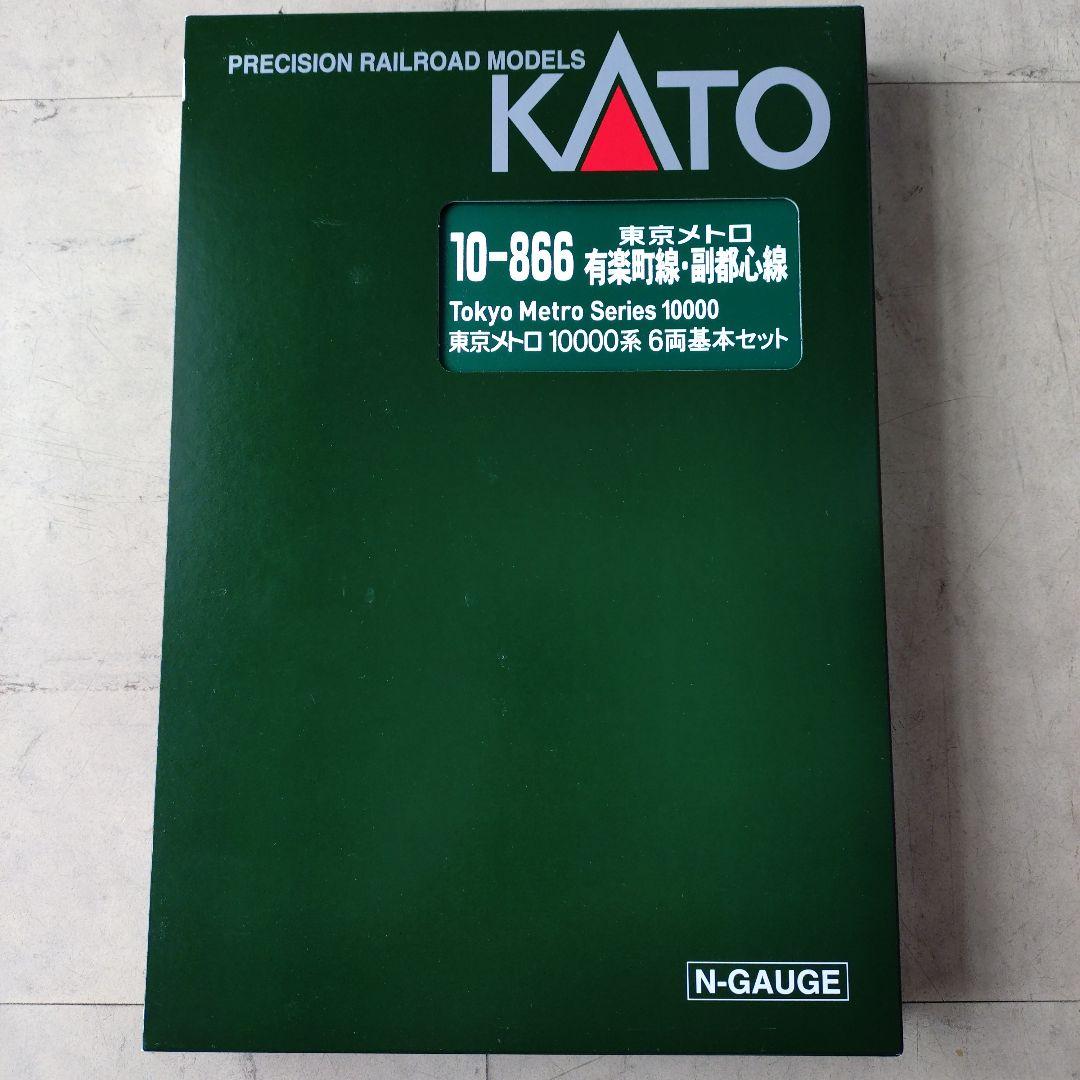 PRECISION RAILROAD MODELS
KATO
10-866
東京メトロ
有楽町線・副都心線
Tokyo Metro Series 10000
東京メトロ 10000系 6両基本セット
N-GAUGE